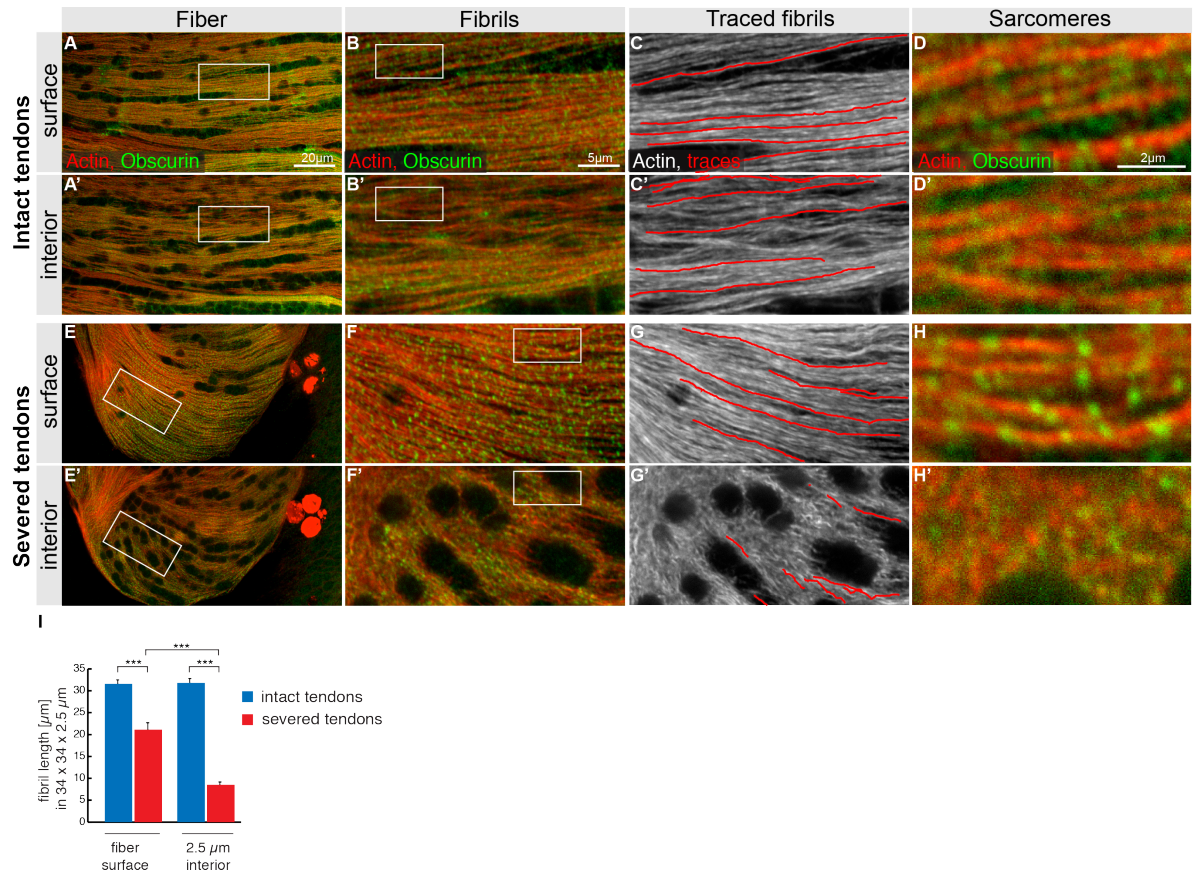 Fiber
Fibrils
Traced fibrils
Sarcomeres
Intact tendons
surface
A
Actin, Obscurin
20µm
B
Actin, Obscurin
5µm
C
Actin, traces
D
Actin, Obscurin
2µm
interior
A'
B'
C'
D'
Severed tendons
surface
E
F
G
H
interior
E'
F'
G'
H'
I
fibril length [µm]
in 34 x 34 x 2.5 µm
35
30
25
20
15
10
5
0
***
***
***
intact tendons
severed tendons
fiber
surface
2.5 µm
interior